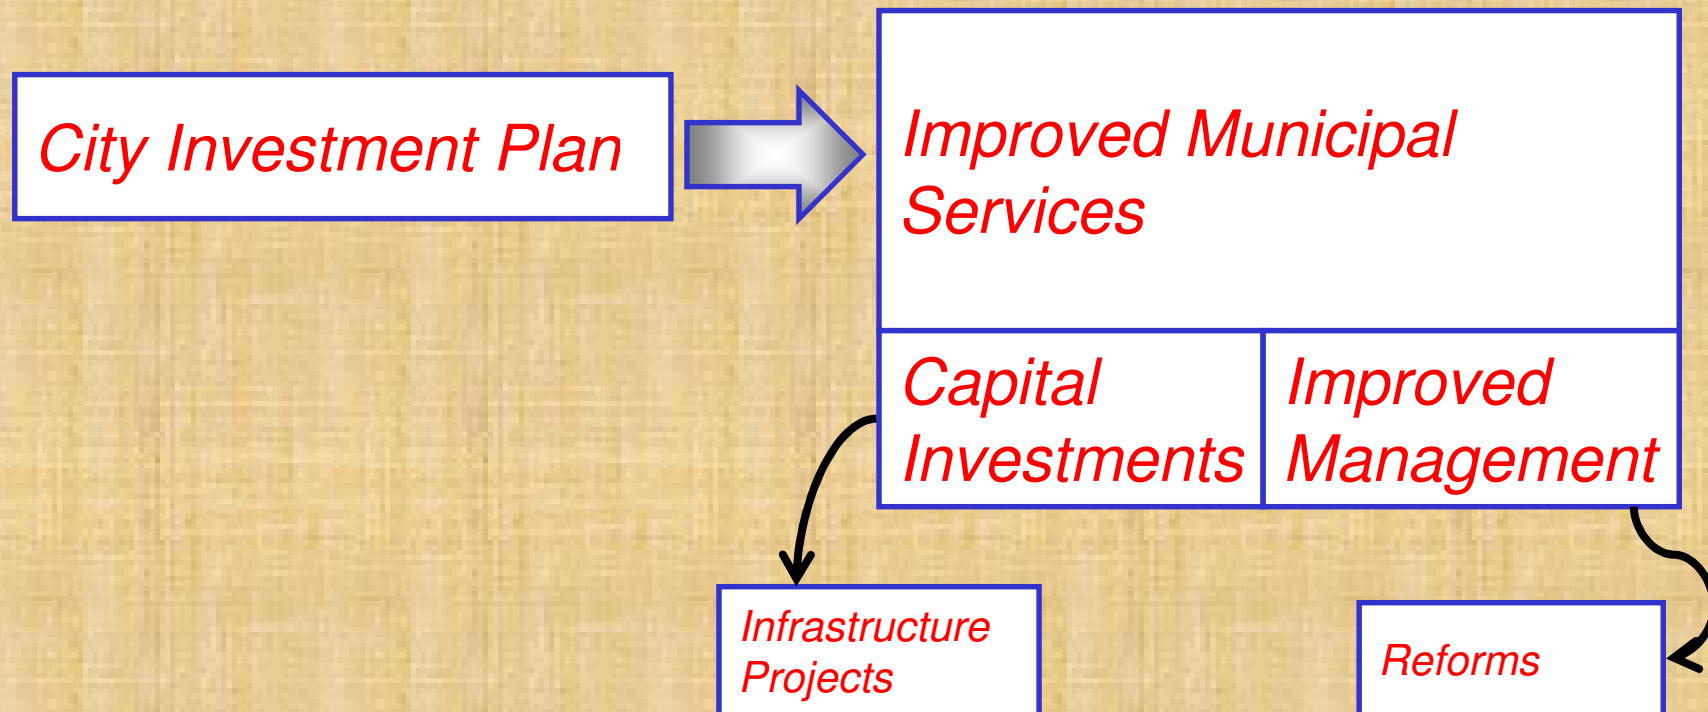 City Investment Plan
Improved Municipal
Services
Capital
Investments
Improved
Management
Infrastructure
Projects
Reforms